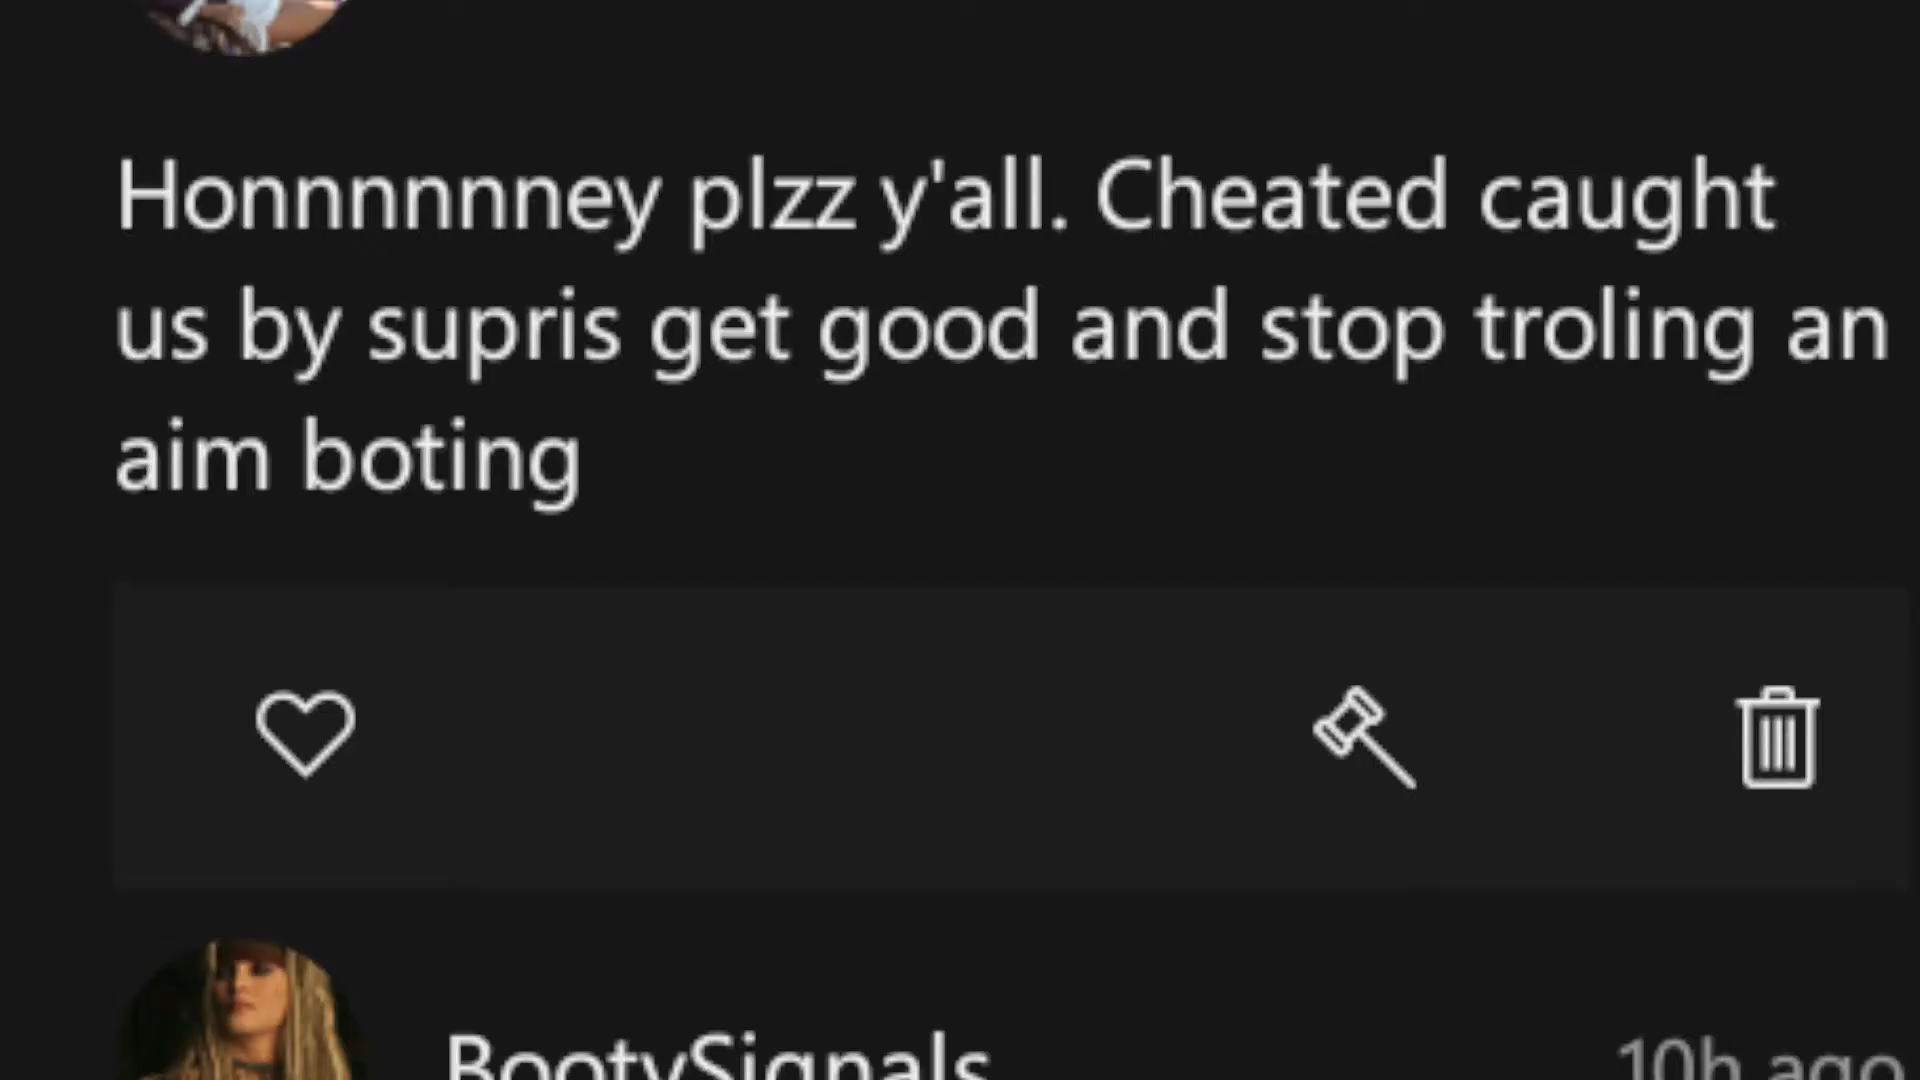 Honnnnnney plzz y'all. Cheated caught
us by supris get good and stop troling an
aim boting
BootySignals
10h ago